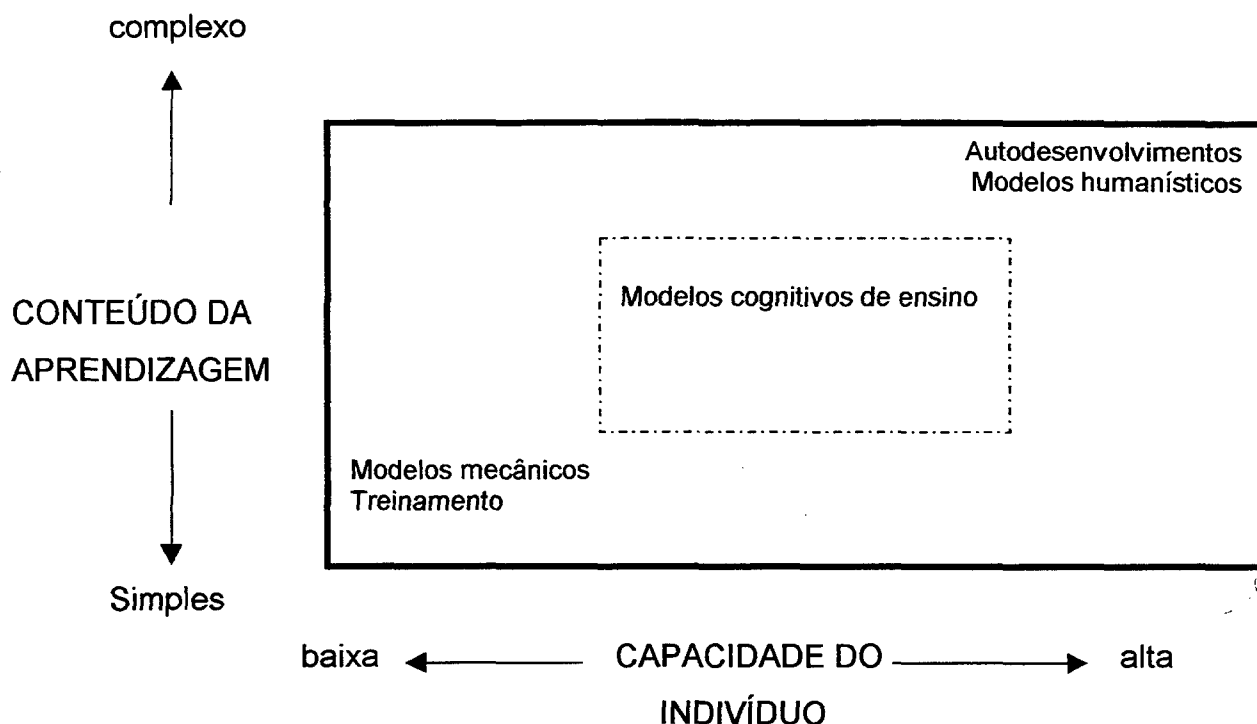 complexo
Autodesenvolvimentos
Modelos humanísticos
Modelos cognitivos de ensino
CONTEÚDO DA
APRENDIZAGEM
Modelos mecânicos
Treinamento
Simples
baixa CAPACIDADE DO alta
INDIVÍDUO